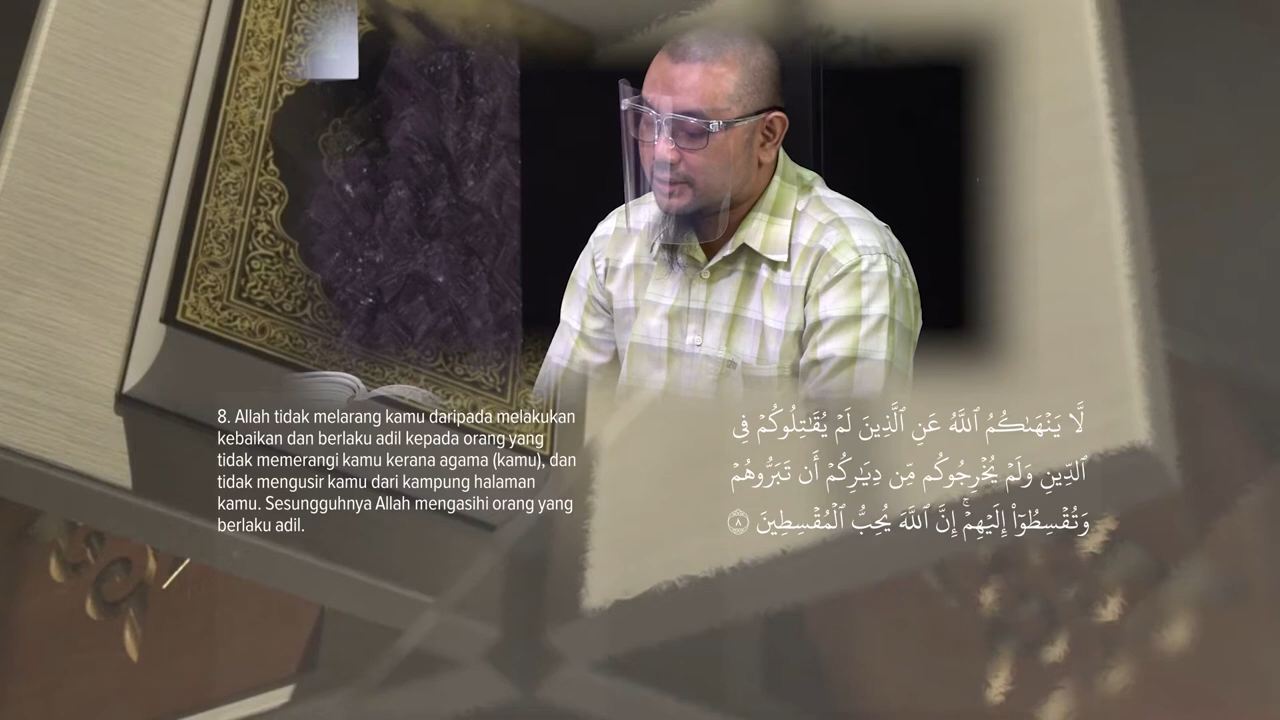 8. Allah tidak melarang kamu daripada melakukan
kebaikan dan berlaku adil kepada orang yang
tidak memerangi kamu kerana agama (kamu), dan
tidak mengusir kamu dari kampung halaman
kamu. Sesungguhnya Allah mengasihi orang yang
berlaku adil.
لَّا يَنْهَىٰكُمُ ٱللَّهُ عَنِ ٱلَّذِينَ لَمْ يُقَـٰتِلُوكُمْ فِى
ٱلدِّينِ وَلَمْ يُخْرِجُوكُم مِّن دِيَـٰرِكُمْ أَن تَبَرُّوهُمْ
وَتُقْسِطُوٓا۟ إِلَيْهِمْ ۚ إِنَّ ٱللَّهَ يُحِبُّ ٱلْمُقْسِطِينَ ٨